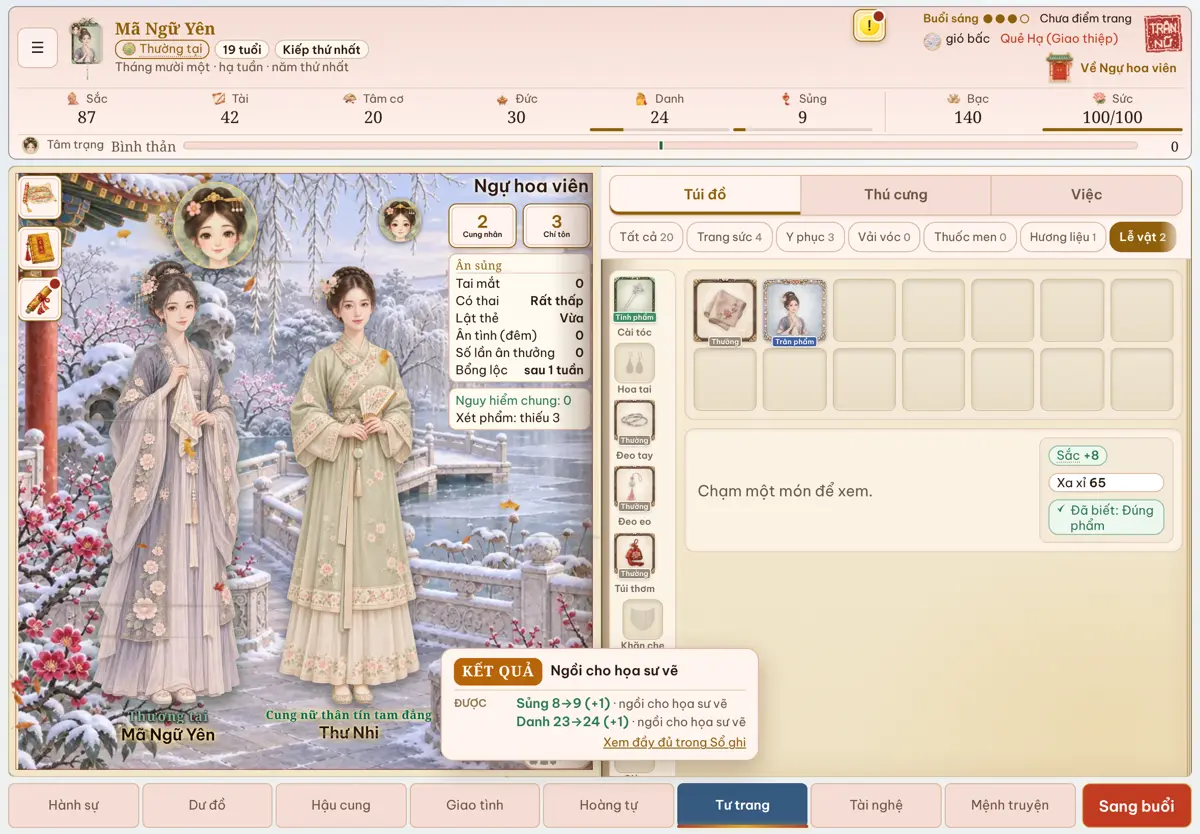 Mã Ngữ Yên
Thường tại
19 tuổi
Kiếp thứ nhất
Tháng mười một · hạ tuần · năm thứ nhất
!
Buổi sáng
Chưa điểm trang
gió bấc
Quẻ Hạ (Giao thiệp)
TRÂN NỮ
Về Ngự hoa viên
Sắc
87
Tài
42
Tâm cơ
20
Đức
30
Danh
24
Sủng
9
Bạc
140
Sức
100/100
Tâm trạng
Bình thản
0
Ngự hoa viên
2
Cung nhân
3
Chí tôn
Ân sủng
Tai mắt 0
Có thai Rất thấp
Lật thẻ Vừa
Ân tình (đêm) 0
Số lần ân thưởng 0
Bổng lộc sau 1 tuần
Nguy hiểm chung: 0
Xét phẩm: thiếu 3
Thường tại
Mã Ngữ Yên
Cung nữ thân tín tam đẳng
Thư Nhi
Túi đồ
Thú cưng
Việc
Tất cả 20
Trang sức 4
Y phục 3
Vải vóc 0
Thuốc men 0
Hương liệu 1
Lễ vật 2
Tinh phẩm
Cài tóc
Hoa tai
Thường
Đeo tay
Thường
Đeo eo
Thường
Túi thơm
Khăn che
Thường
Trân phẩm
Chạm một món để xem.
Sắc +8
Xa xỉ 65
✓ Đã biết: Đúng phẩm
KẾT QUẢ
Ngồi cho họa sư vẽ
ĐƯỢC
Sủng 8→9 (+1) · ngồi cho họa sư vẽ
Danh 23→24 (+1) · ngồi cho họa sư vẽ
Xem đầy đủ trong Sổ ghi
Hành sự
Dư đồ
Hậu cung
Giao tình
Hoàng tự
Tư trang
Tài nghệ
Mệnh truyện
Sang buổi